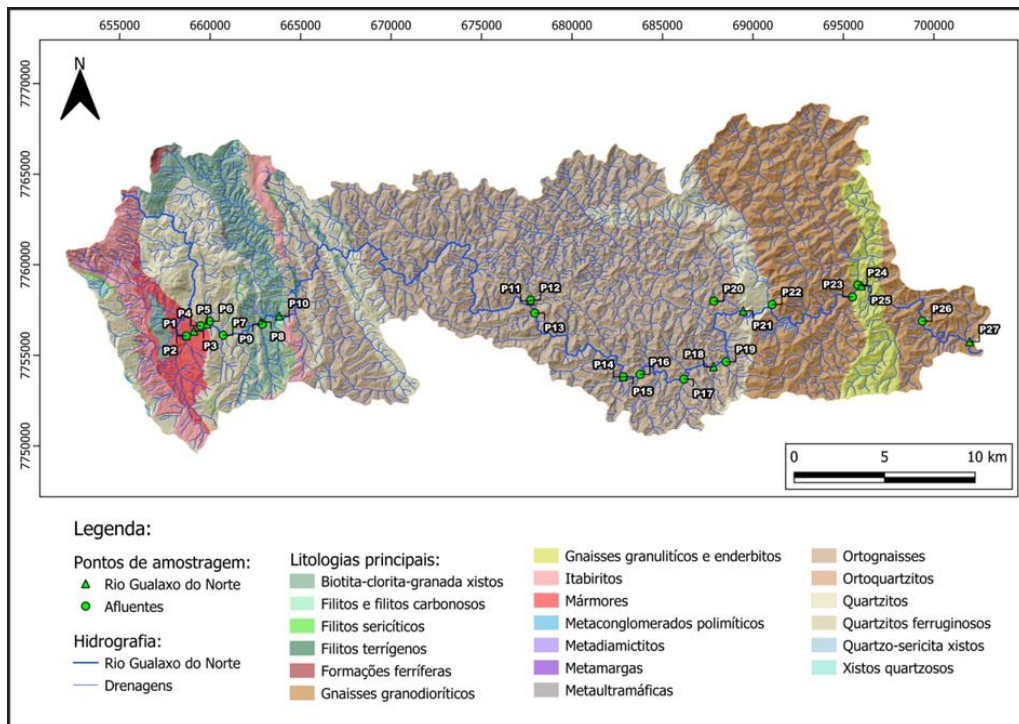 655000 660000 665000 670000 675000 680000 685000 690000 695000 700000
N
7770000
7765000
7760000
7755000
7750000
P1
P4
P5
P6
P2
P3
P7
P9
P8
P10
P11
P12
P13
P14
P15
P16
P17
P18
P19
P20
P21
P22
P23
P24
P25
P26
P27
0 5 10 km
Legenda:
Pontos de amostragem:
Rio Gualaxo do Norte
Afluentes
Hidrografia:
Rio Gualaxo do Norte
Drenagens
Litologias principais:
Biotita-clorita-granada xistos
Filitos e filitos carbonosos
Filitos sericíticos
Filitos terrígenos
Formações ferríferas
Gnaisses granodioríticos
Gnaisses granulitícos e enderbitos
Itabiritos
Mármores
Metaconglomerados polimíticos
Metadiamictitos
Metamargas
Metaultramáficas
Ortognaisses
Ortoquartzitos
Quartzitos
Quartzitos ferruginosos
Quartzo-sericita xistos
Xistos quartzosos